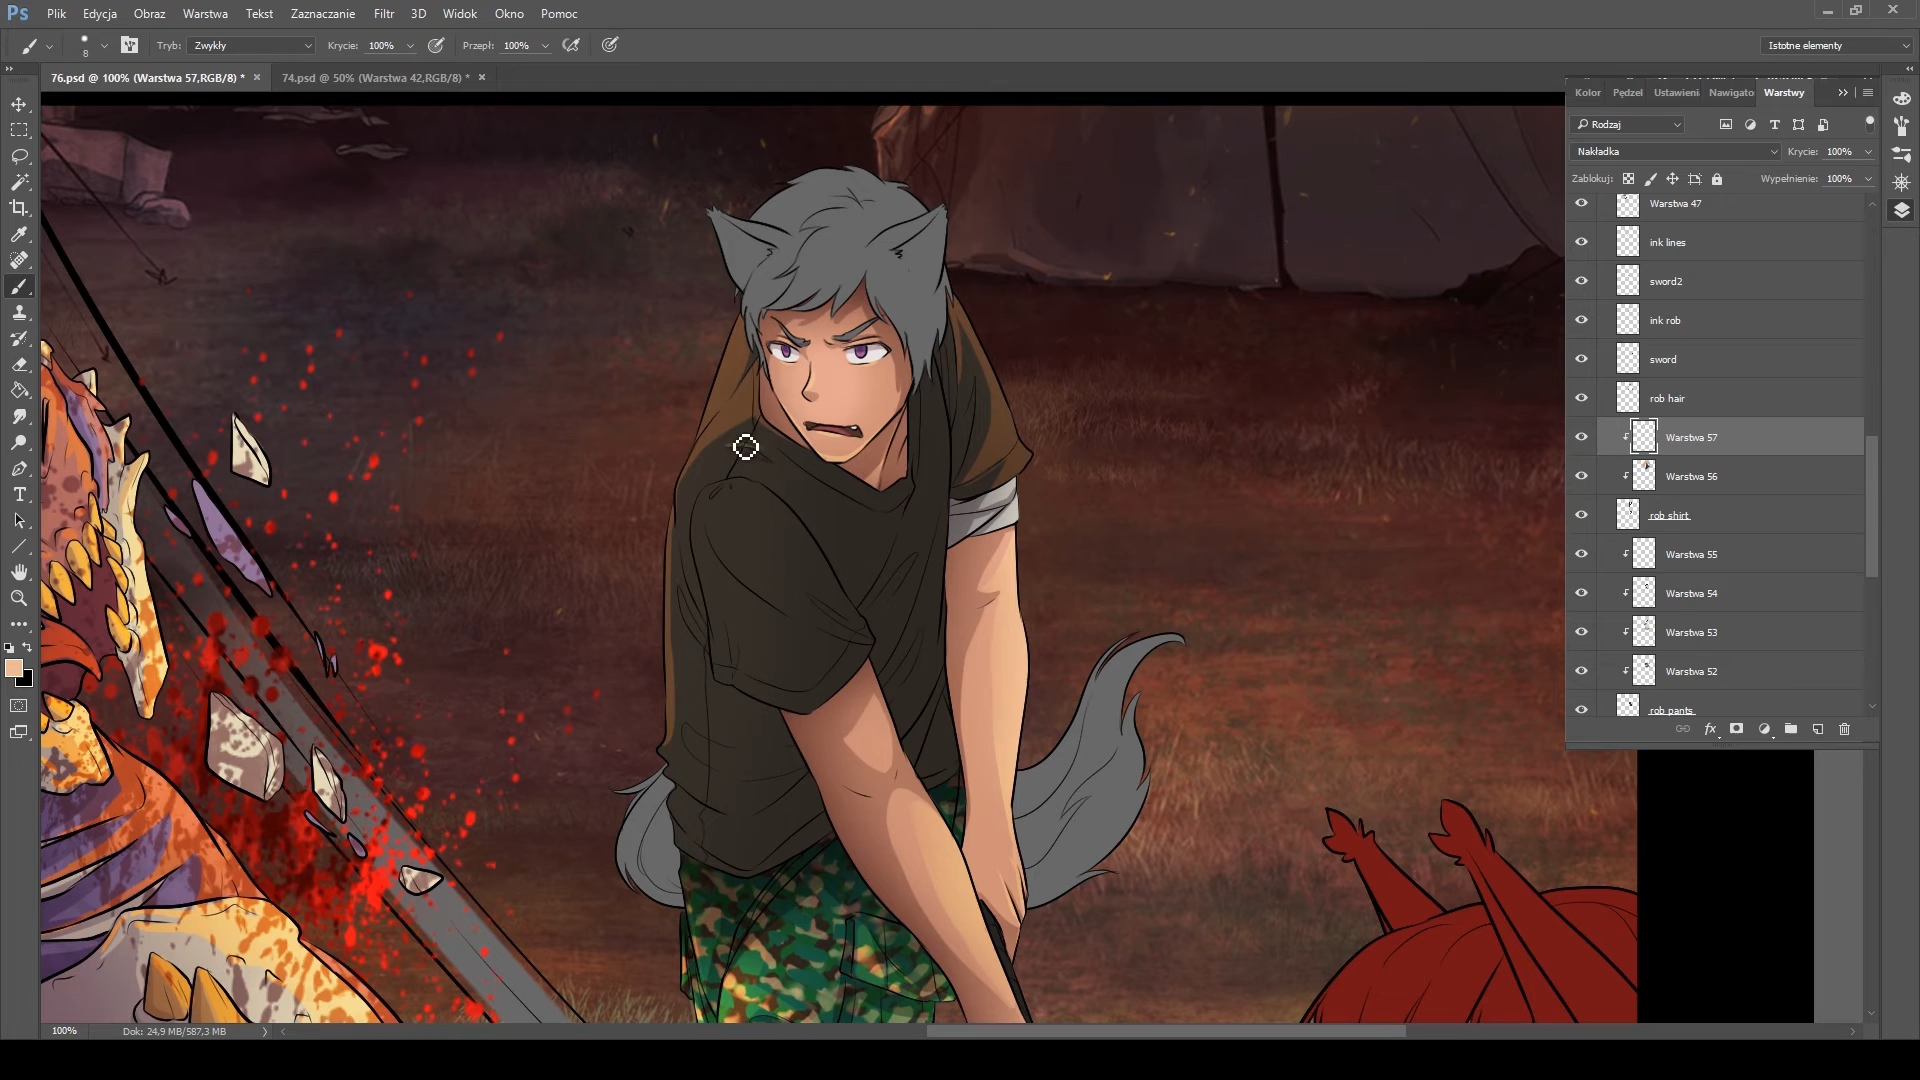 Ps Plik Edycja Obraz Warstwa Tekst Zaznaczanie Filtr 3D Widok Okno Pomoc
8 Tryb: Zwykły Krycie: 100% Przepł: 100% Istotne elementy
76.psd @ 100% (Warstwa 57,RGB/8) * 74.psd @ 50% (Warstwa 42,RGB/8) *
Kolor Pędzel Ustawieni Nawigato Warstwy
Rodzaj
Nakładka Krycie: 100%
Zablokuj: Wypełnienie: 100%
Warstwa 47
ink lines
sword2
ink rob
sword
rob hair
Warstwa 57
Warstwa 56
rob shirt
Warstwa 55
Warstwa 54
Warstwa 53
Warstwa 52
rob pants
fx
100% Dok: 24,9 MB/587,3 MB